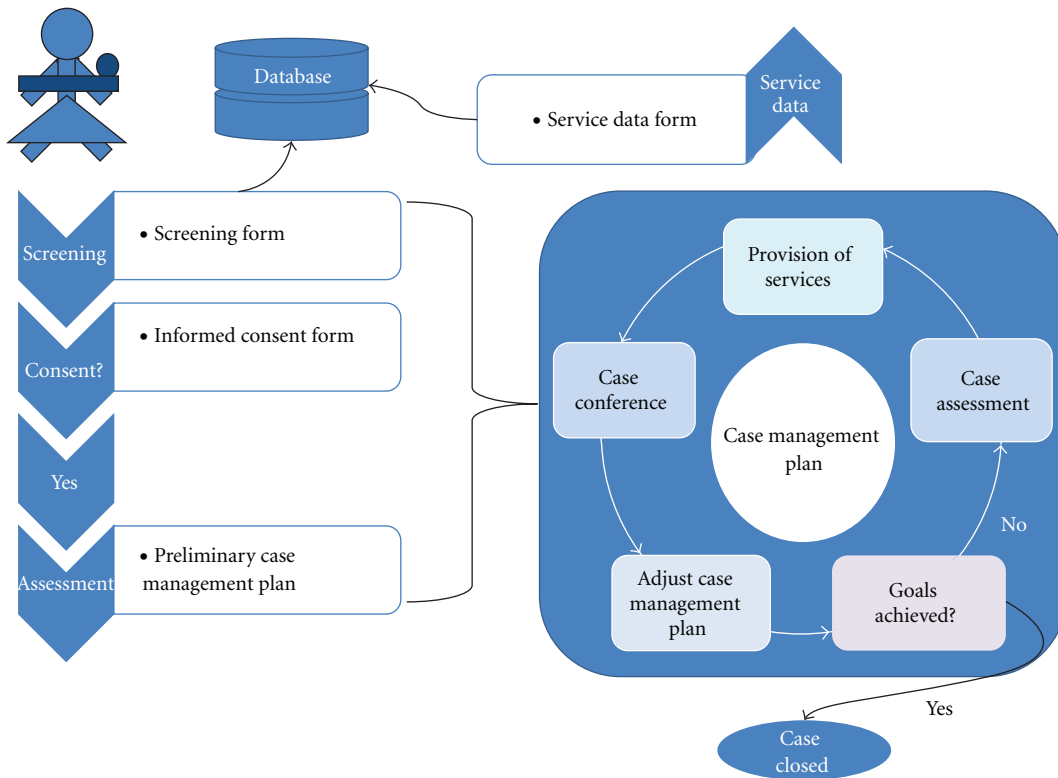 Database
• Service data form
Service
data
Screening
• Screening form
Consent?
• Informed consent form
Yes
Assessment
• Preliminary case
management plan
Provision of
services
Case
conference
Case
assessment
Case management
plan
No
Adjust case
management
plan
Goals
achieved?
Yes
Case
closed